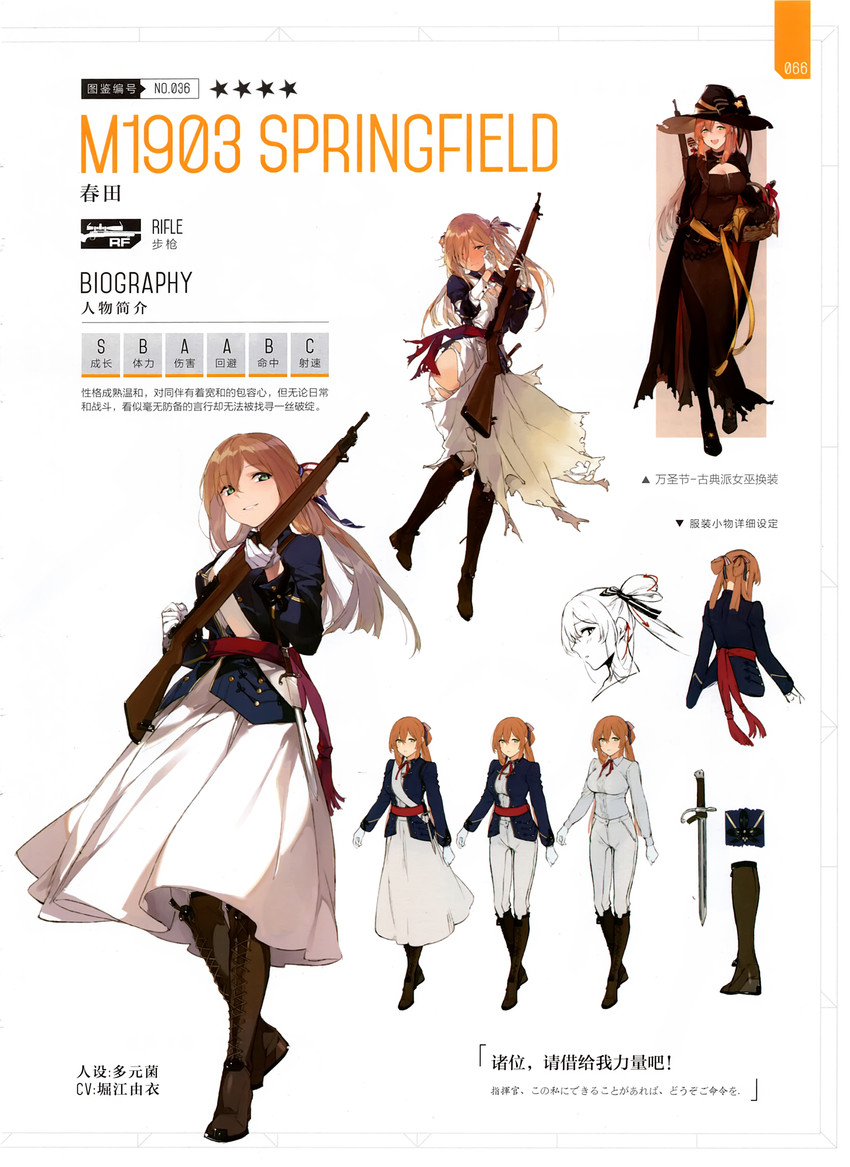 066
图鉴编号 NO.036
M1903 SPRINGFIELD
春田
RF
RIFLE
步枪
BIOGRAPHY
人物简介
S B A A B C
成长 体力 伤害 回避 命中 射速
性格成熟温和，对同伴有着宽和的包容心，但无论日常
和战斗，看似毫无防备的言行却无法被找寻一丝破绽。
▲ 万圣节-古典派女巫换装
▼ 服装小物详细设定
人设:多元菌
CV:堀江由衣
「诸位，请借给我力量吧！
指揮官、この私にできることがあれば、どうぞご命令を.」